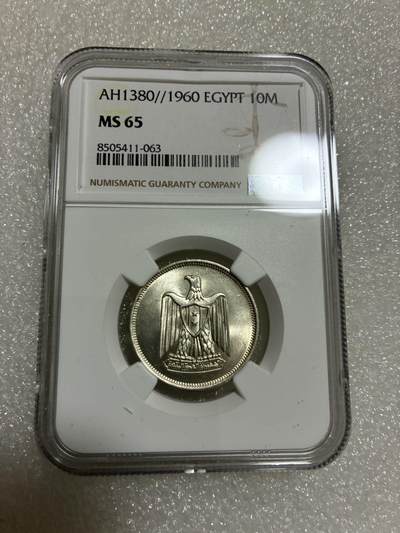 AH1380//1960 EGYPT 10M
MS 65
8505411-063
NUMISMATIC GUARANTY COMPANY